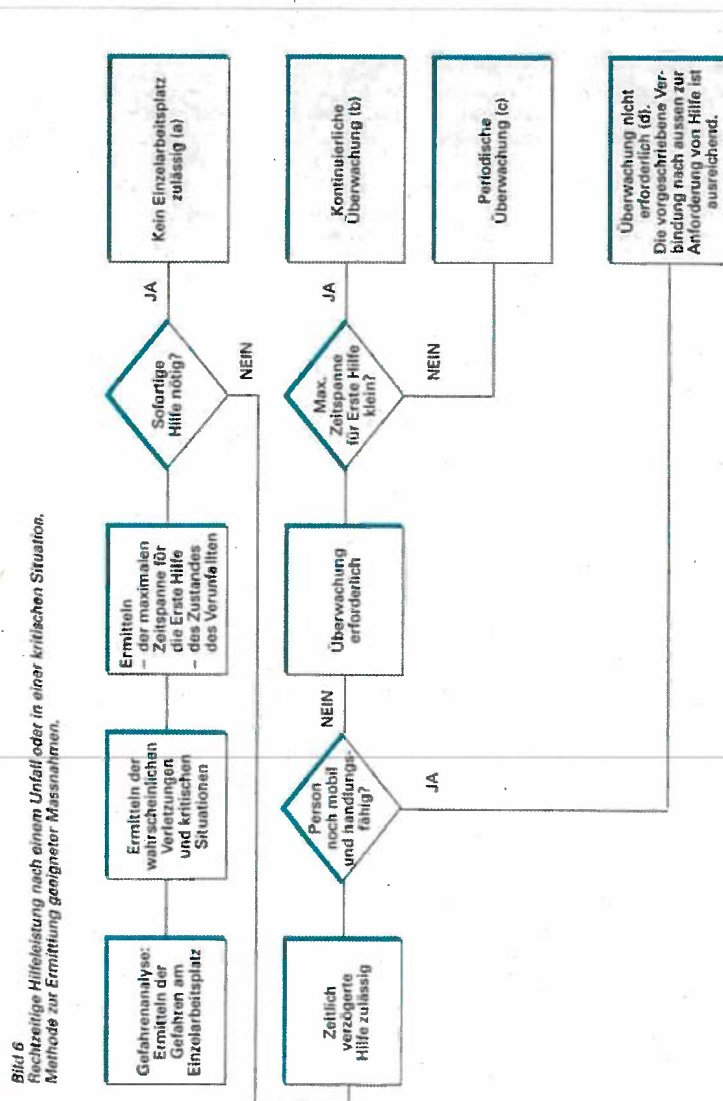 Bild 6
Rechtzeitige Hilfeleistung nach einem Unfall oder in einer kritischen Situation.
Methode zur Ermittlung geeigneter Massnahmen.
Gefahrenanalyse:
Ermitteln der
Gefahren am
Einzelarbeitsplatz
Ermitteln der
wahrscheinlichen
Verletzungen
und kritischen
Situationen
Ermitteln
– der maximalen
Zeitspanne für
die Erste Hilfe
– des Zustandes
des Verunfallten
Sofortige
Hilfe nötig?
JA
Kein Einzelarbeitsplatz
zulässig (a)
NEIN
Zeitlich
verzögerte
Hilfe zulässig
Person
noch mobil
und handlungs-
fähig?
NEIN
Überwachung
erforderlich
Max.
Zeitspanne
für Erste Hilfe
klein?
JA
Kontinuierliche
Überwachung (b)
NEIN
Periodische
Überwachung (c)
JA
Überwachung nicht
erforderlich (d).
Die vorgeschriebene Ver-
bindung nach aussen zur
Anforderung von Hilfe ist
ausreichend.